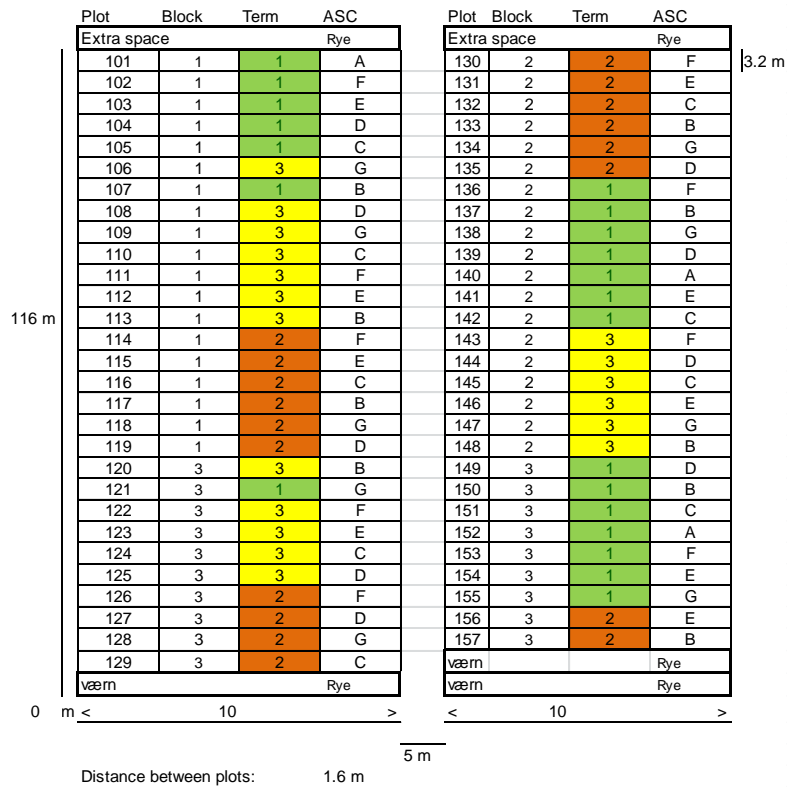 Plot Block Term ASC Plot Block Term ASC
Extra space Rye Extra space Rye
101 1 1 A 130 2 2 F 3.2 m
102 1 1 F 131 2 2 E
103 1 1 E 132 2 2 C
104 1 1 D 133 2 2 B
105 1 1 C 134 2 2 G
106 1 3 G 135 2 2 D
107 1 1 B 136 2 1 F
108 1 3 D 137 2 1 B
109 1 3 G 138 2 1 G
110 1 3 C 139 2 1 D
111 1 3 F 140 2 1 A
112 1 3 E 141 2 1 E
116 m 113 1 3 B 142 2 1 C
114 1 2 F 143 2 3 F
115 1 2 E 144 2 3 D
116 1 2 C 145 2 3 C
117 1 2 B 146 2 3 E
118 1 2 G 147 2 3 G
119 1 2 D 148 2 3 B
120 3 3 B 149 3 1 D
121 3 1 G 150 3 1 B
122 3 3 F 151 3 1 C
123 3 3 E 152 3 1 A
124 3 3 C 153 3 1 F
125 3 3 D 154 3 1 E
126 3 2 F 155 3 1 G
127 3 2 D 156 3 2 E
128 3 2 G 157 3 2 B
129 3 2 C værn Rye
værn Rye værn Rye
0 m < 10 > < 10 >
5 m
Distance between plots: 1.6 m